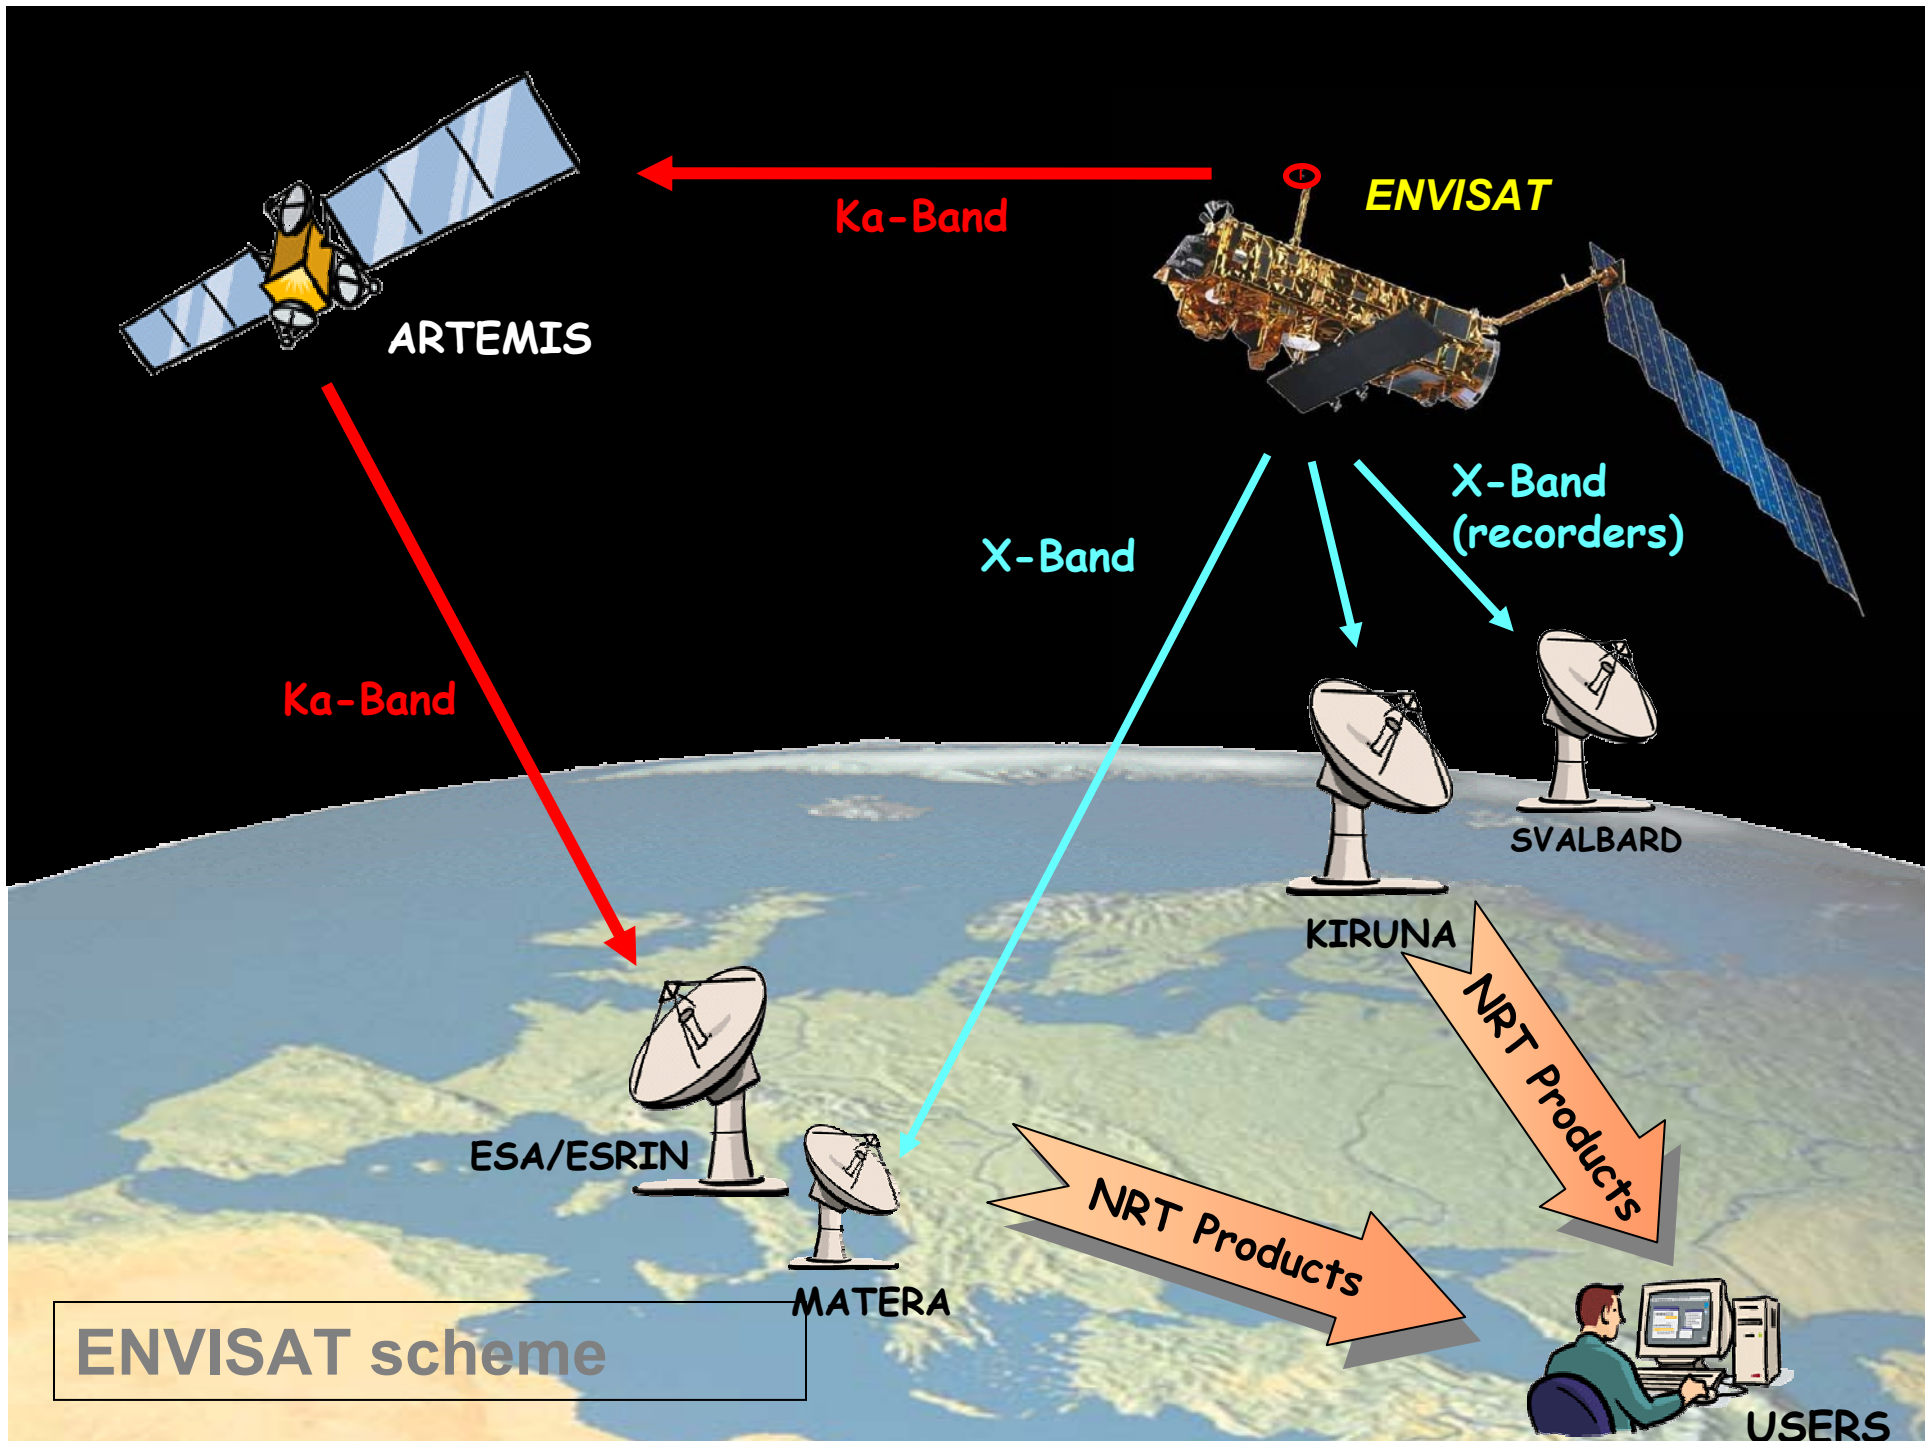 ENVISAT
Ka-Band
ARTEMIS
X-Band
(recorders)
X-Band
Ka-Band
SVALBARD
KIRUNA
NRT Products
ESA/ESRIN
NRT Products
MATERA
ENVISAT scheme
USERS